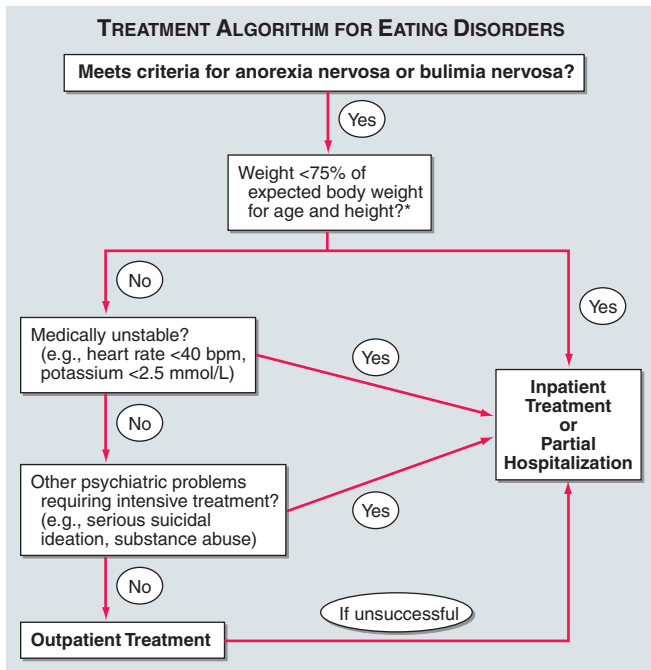 TREATMENT ALGORITHM FOR EATING DISORDERS
Meets criteria for anorexia nervosa or bulimia nervosa?
Yes
Weight <75% of
expected body weight
for age and height?*
No
Yes
Medically unstable?
(e.g., heart rate <40 bpm,
potassium <2.5 mmol/L)
Yes
Inpatient
Treatment
or
Partial
Hospitalization
No
Other psychiatric problems
requiring intensive treatment?
(e.g., serious suicidal
ideation, substance abuse)
Yes
No
If unsuccessful
Outpatient Treatment